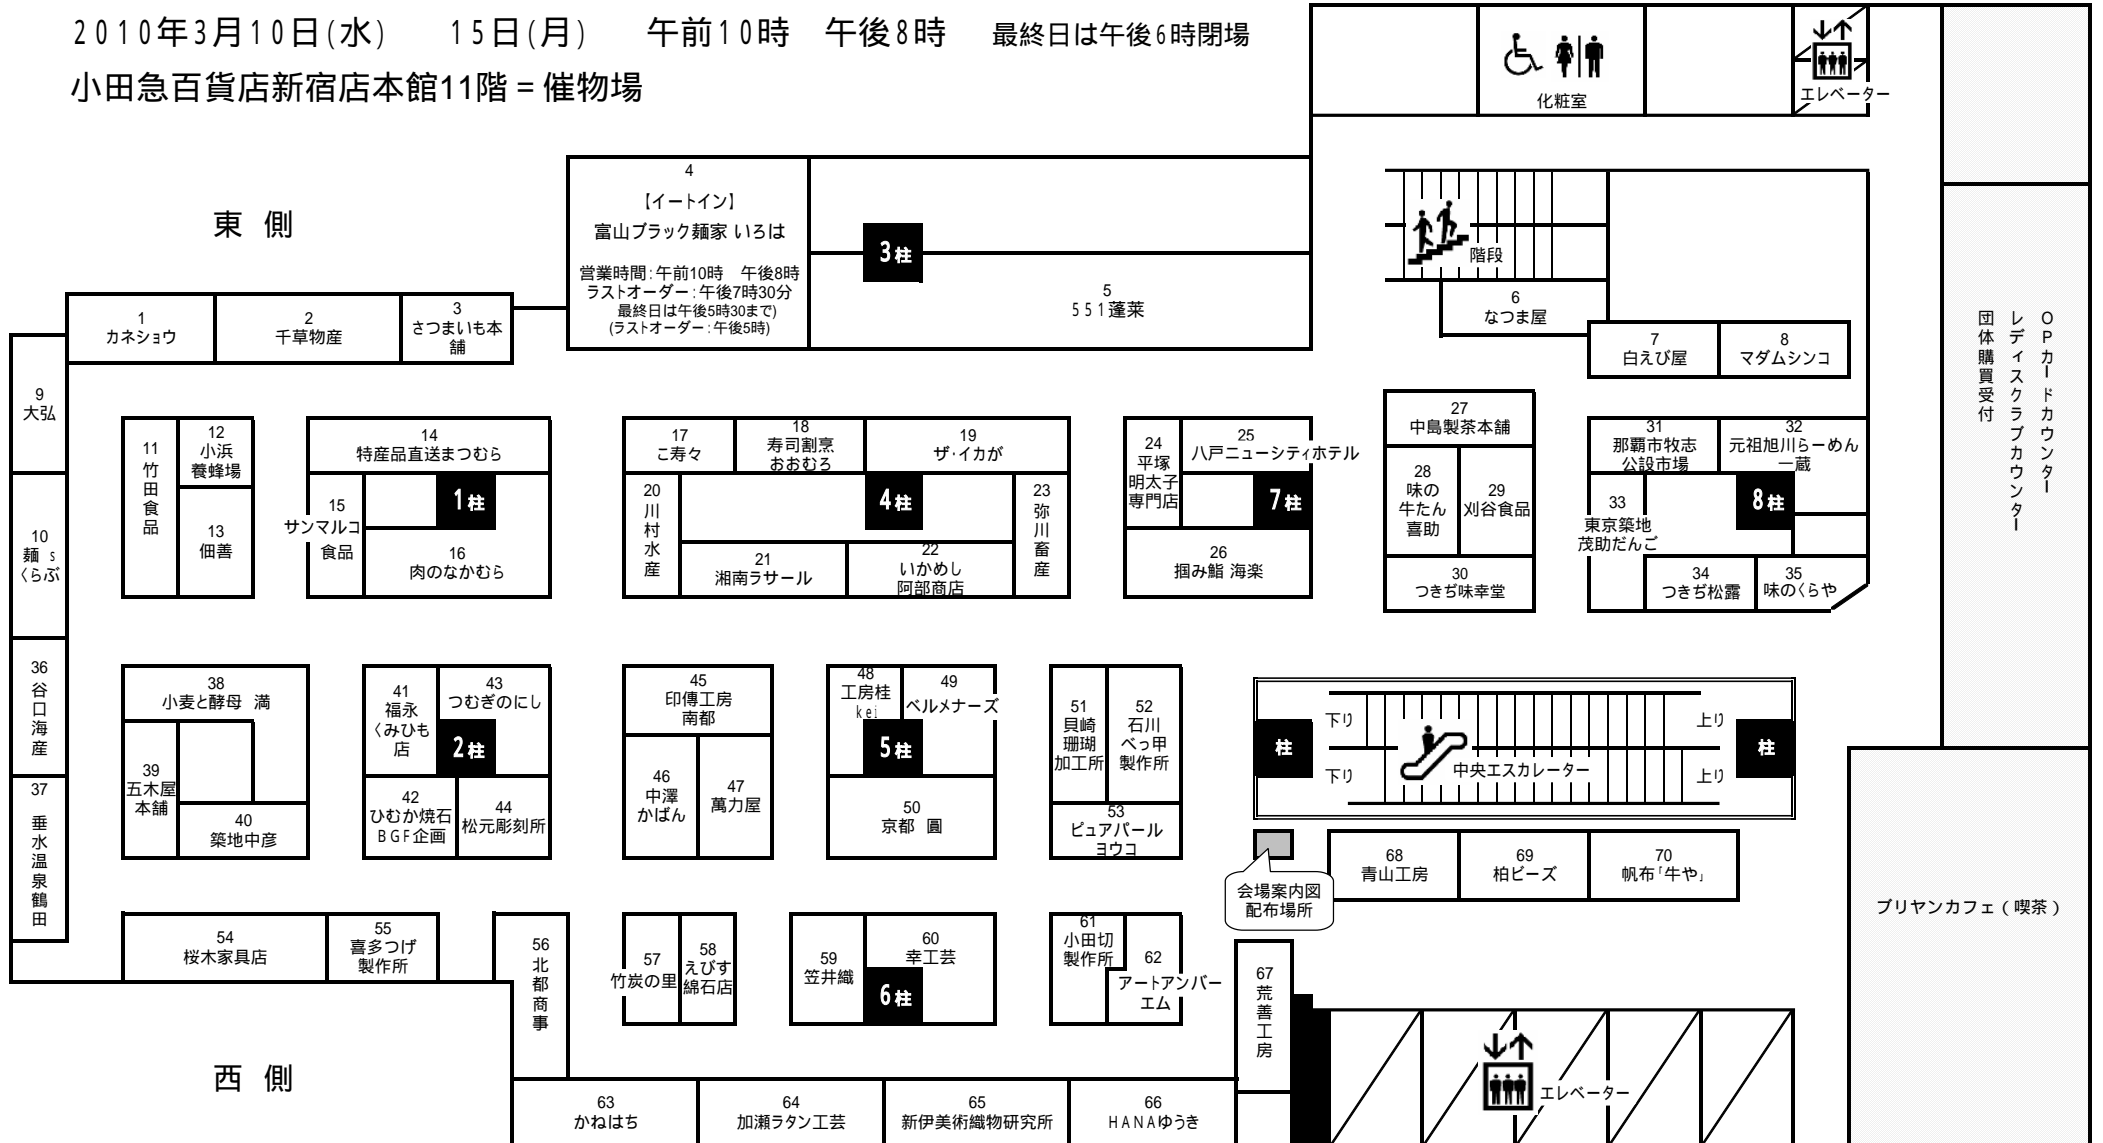 2010年3月10日(水)　15日(月)　午前10時　午後8時　最終日は午後6時閉場
小田急百貨店新宿店本館11階＝催物場
化粧室
エレベーター
東 側
4
【イートイン】
富山ブラック麺家 いろは
営業時間：午前10時　午後8時
ラストオーダー：午後7時30分
最終日は午後5時30まで)
(ラストオーダー：午後5時)
3柱
5
551蓬莱
階段
6
なつま屋
1
カネショウ
2
千草物産
3
さつまいも本
舗
7
白えび屋
8
マダムシンコ
OPカードカウンター
レディスクラブカウンター
団体購買受付
9
大弘
10
麺 s
くらぶ
11
竹田食品
12
小浜
養蜂場
13
佃善
14
特産品直送まつむら
15
サンマルコ
食品
1柱
16
肉のなかむら
17
こ寿々
18
寿司割烹
おおむろ
19
ザ・イカが
20
川村水産
4柱
21
湘南ラサール
22
いかめし
阿部商店
23
弥川畜産
24
平塚
明太子
専門店
25
八戸ニューシティホテル
7柱
26
掴み鮨 海楽
27
中島製茶本舗
28
味の
牛たん
喜助
29
刈谷食品
30
つきぢ味幸堂
31
那覇市牧志
公設市場
32
元祖旭川らーめん
一蔵
33
東京築地
茂助だんご
8柱
34
つきぢ松露
35
味のくらや
36
谷口海産
37
垂水温泉鶴田
38
小麦と酵母 満
39
五木屋
本舗
40
築地中彦
41
福永
くみひも
店
43
つむぎのにし
2柱
42
ひむか焼石
BGF企画
44
松元彫刻所
45
印傳工房
南都
46
中澤
かばん
47
萬力屋
48
工房桂
kei
49
ベルメナーズ
5柱
50
京都 圓
51
貝崎
珊瑚
加工所
52
石川
べっ甲
製作所
53
ピュアパール
ヨウコ
下り
上り
柱
柱
中央エスカレーター
下り
上り
会場案内図
配布場所
68
青山工房
69
柏ビーズ
70
帆布「牛や」
ブリヤンカフェ（喫茶）
54
桜木家具店
55
喜多つげ
製作所
56
北都商事
57
竹炭の里
58
えびす
綿石店
59
笠井織
60
幸工芸
6柱
61
小田切
製作所
62
アートアンバー
エム
67
荒善工房
西 側
63
かねはち
64
加瀬ラタン工芸
65
新伊美術織物研究所
66
HANAゆうき
エレベーター